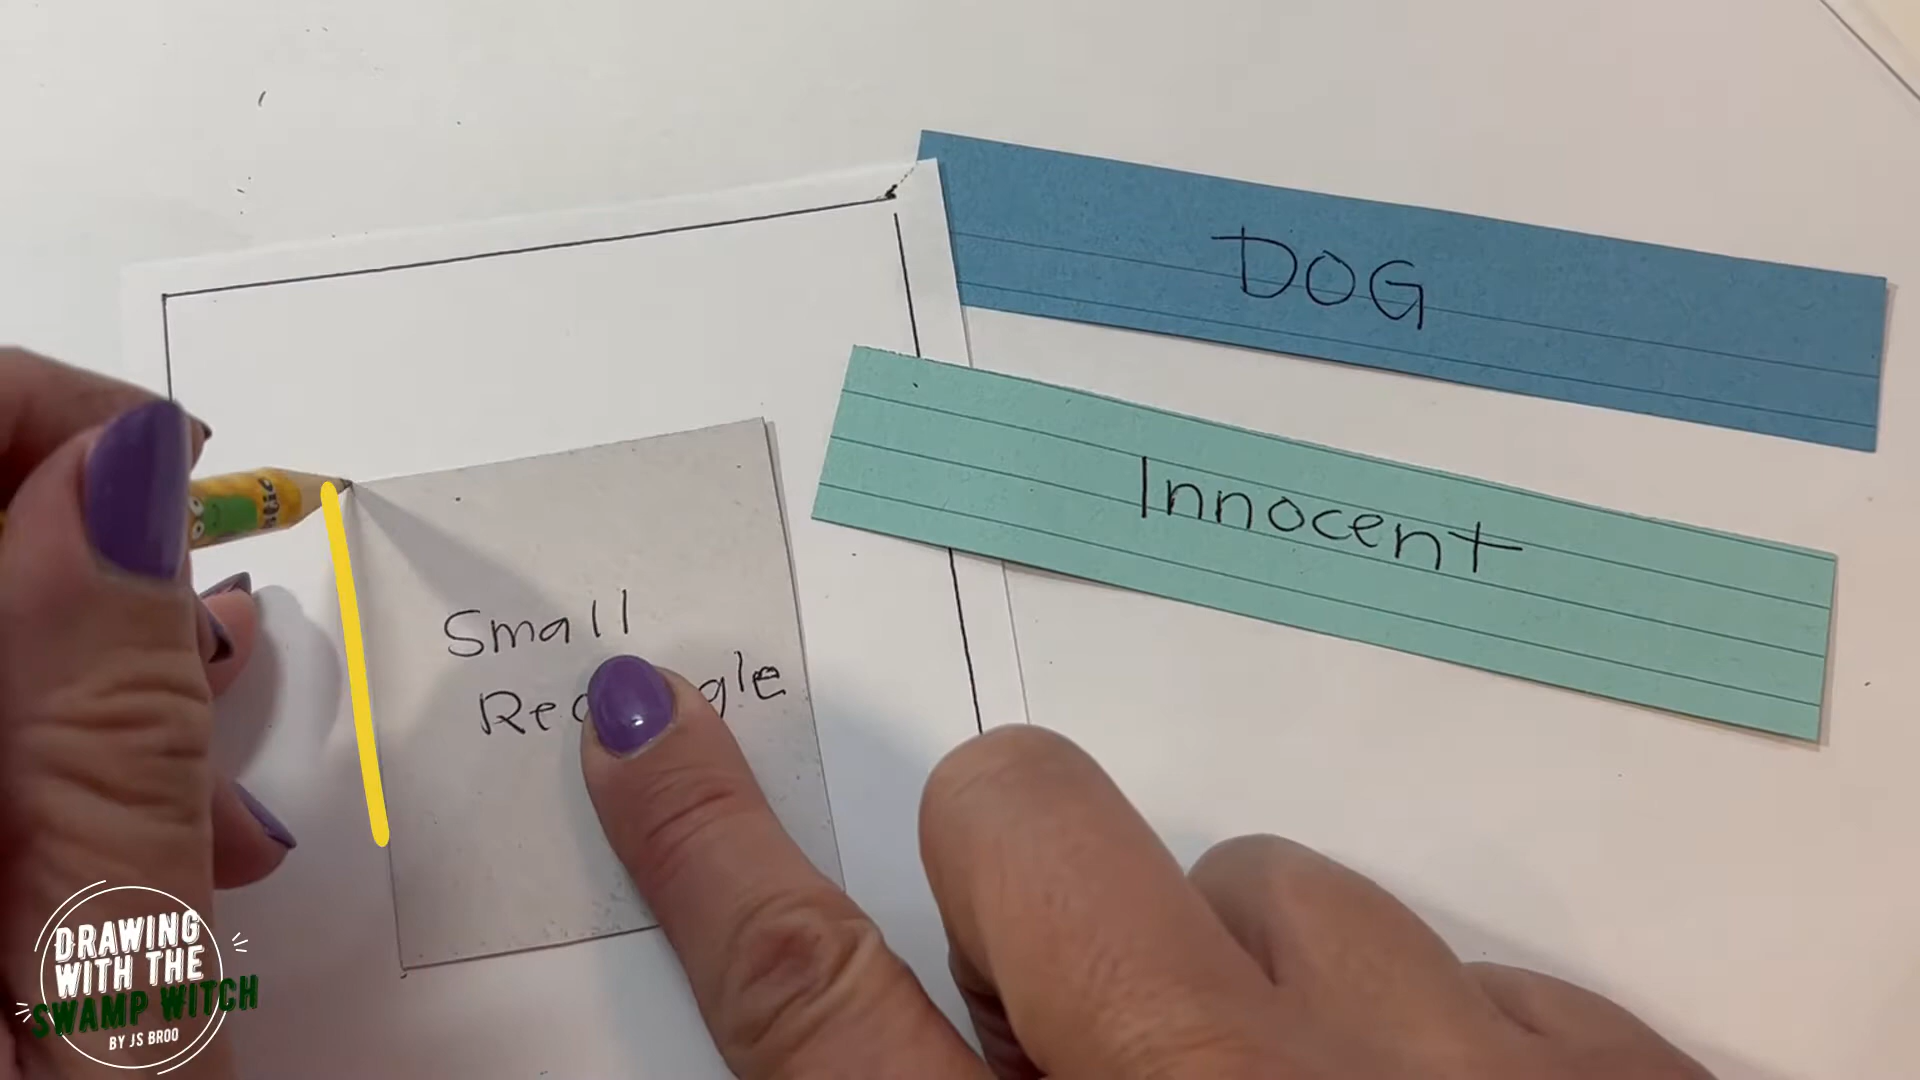 DOG
Innocent
Small
DRAWING
WITH THE
SWAMP WITCH
BY JS BROO